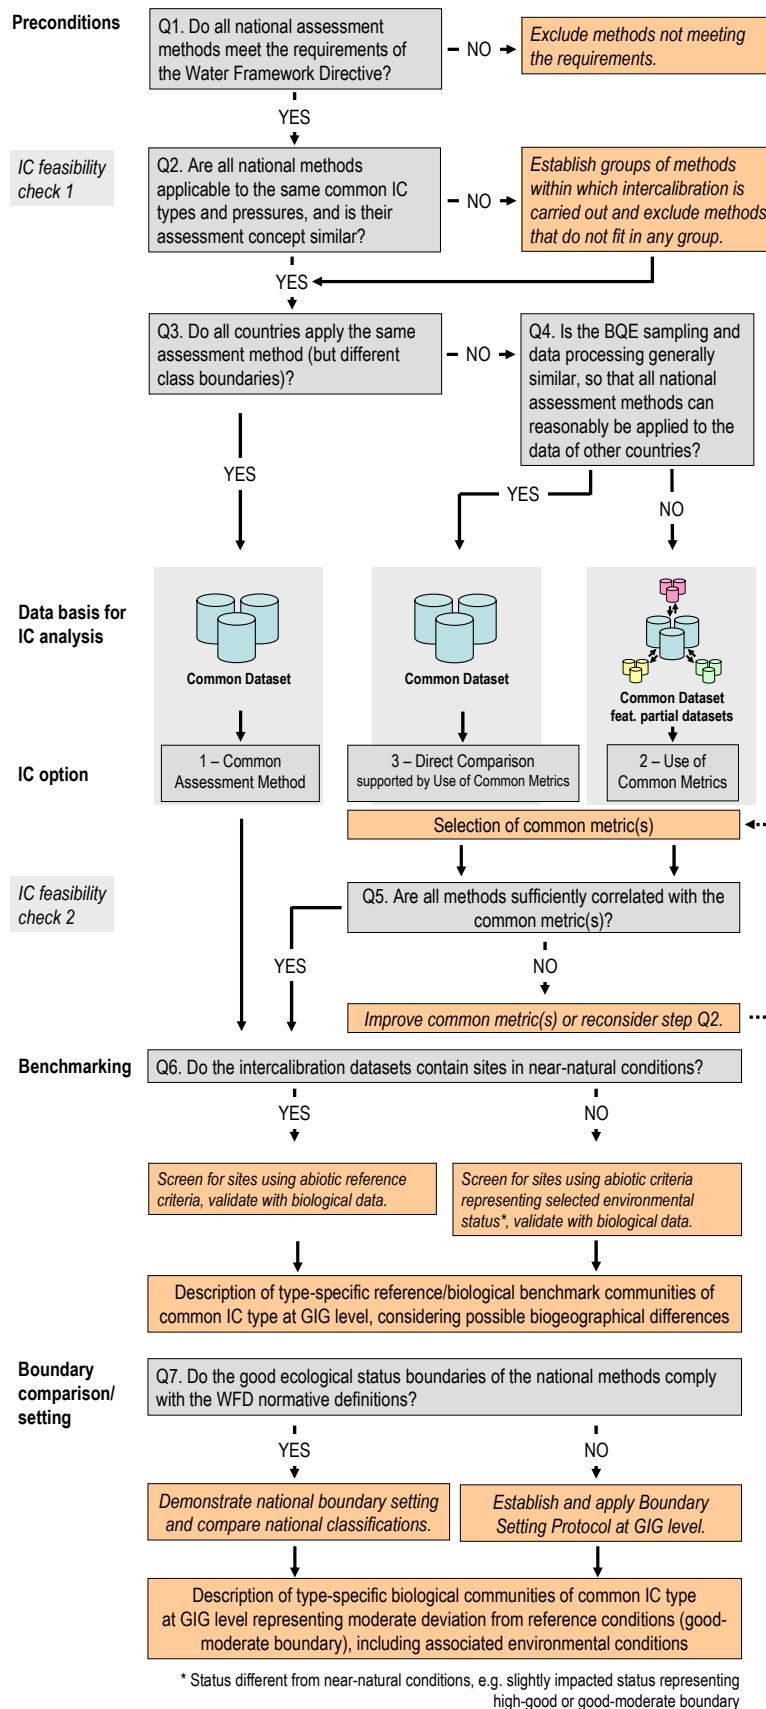 Preconditions
Q1. Do all national assessment
methods meet the requirements of
the Water Framework Directive?
NO
Exclude methods not meeting
the requirements.
YES
IC feasibility
check 1
Q2. Are all national methods
applicable to the same common IC
types and pressures, and is their
assessment concept similar?
NO
Establish groups of methods
within which intercalibration is
carried out and exclude methods
that do not fit in any group.
YES
Q3. Do all countries apply the same
assessment method (but different
class boundaries)?
NO
Q4. Is the BQE sampling and
data processing generally
similar, so that all national
assessment methods can
reasonably be applied to the
data of other countries?
YES
YES
NO
Data basis for
IC analysis
Common Dataset
Common Dataset
Common Dataset
feat. partial datasets
IC option
1 – Common
Assessment Method
3 – Direct Comparison
supported by Use of Common Metrics
2 – Use of
Common Metrics
Selection of common metric(s)
IC feasibility
check 2
Q5. Are all methods sufficiently correlated with the
common metric(s)?
YES
NO
Improve common metric(s) or reconsider step Q2.
Benchmarking
Q6. Do the intercalibration datasets contain sites in near-natural conditions?
YES
NO
Screen for sites using abiotic reference
criteria, validate with biological data.
Screen for sites using abiotic criteria
representing selected environmental
status*, validate with biological data.
Description of type-specific reference/biological benchmark communities of
common IC type at GIG level, considering possible biogeographical differences
Boundary
comparison/
setting
Q7. Do the good ecological status boundaries of the national methods comply
with the WFD normative definitions?
YES
NO
Demonstrate national boundary setting
and compare national classifications.
Establish and apply Boundary
Setting Protocol at GIG level.
Description of type-specific biological communities of common IC type
at GIG level representing moderate deviation from reference conditions (good-
moderate boundary), including associated environmental conditions
* Status different from near-natural conditions, e.g. slightly impacted status representing
high-good or good-moderate boundary